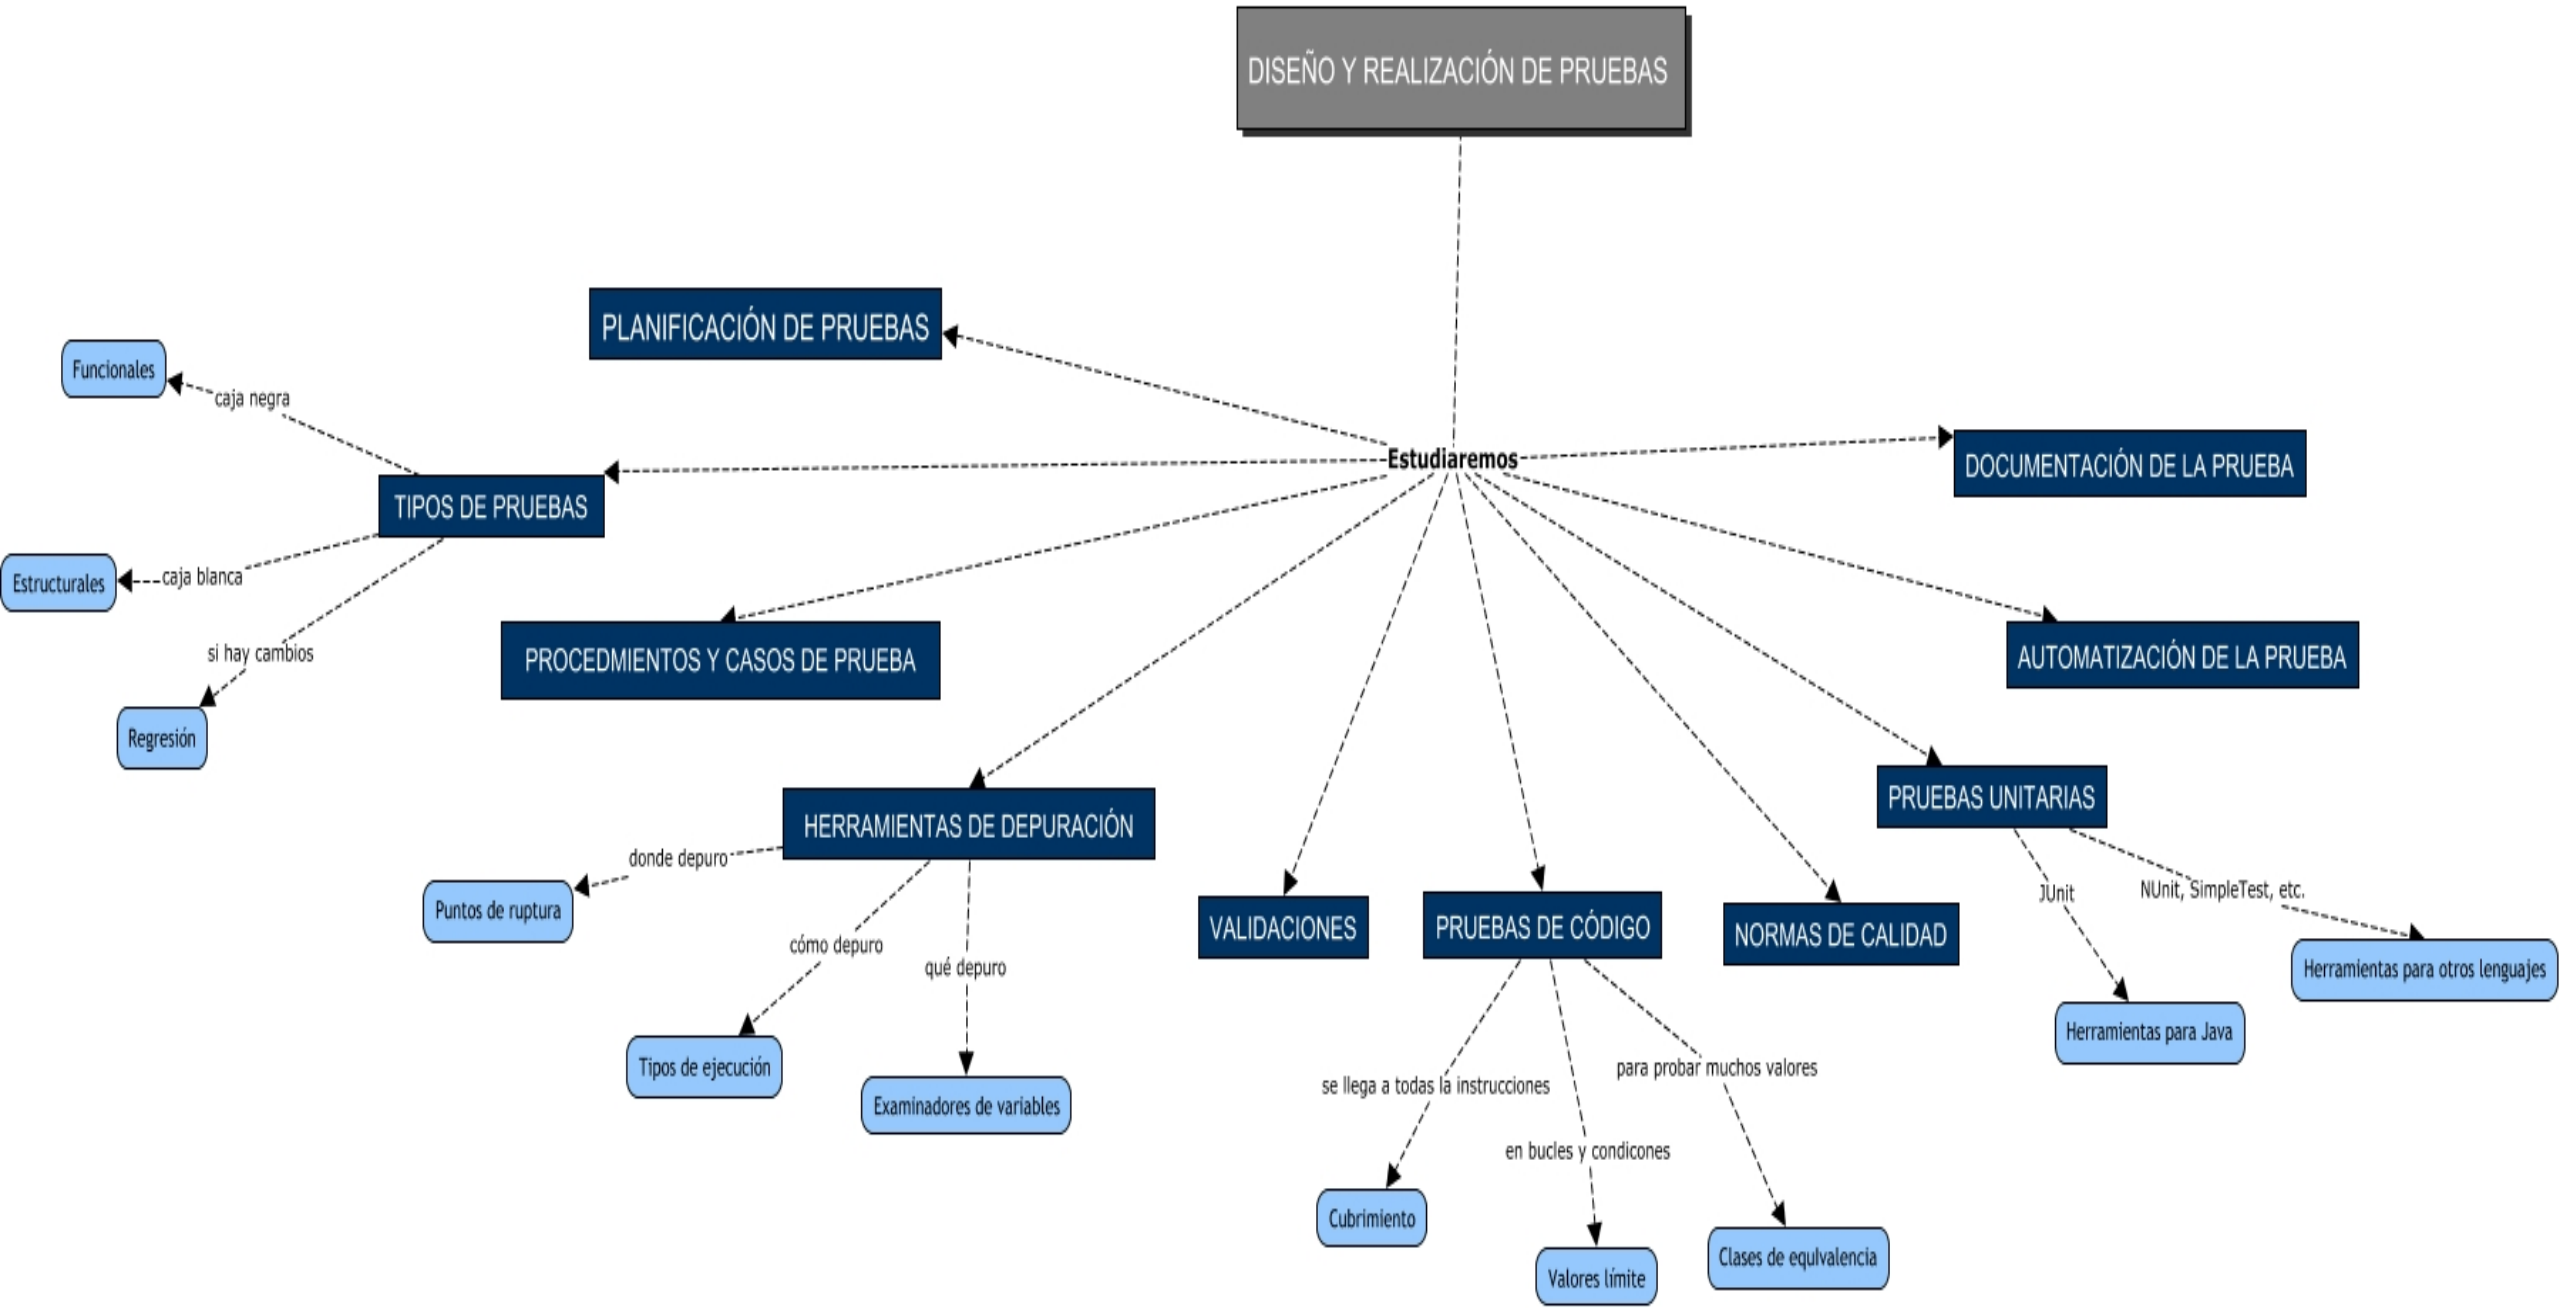 DISEÑO Y REALIZACIÓN DE PRUEBAS
Estudiaremos
PLANIFICACIÓN DE PRUEBAS
TIPOS DE PRUEBAS
caja negra
Funcionales
caja blanca
Estructurales
si hay cambios
Regresión
PROCEDMIENTOS Y CASOS DE PRUEBA
HERRAMIENTAS DE DEPURACIÓN
donde depuro
Puntos de ruptura
cómo depuro
Tipos de ejecución
qué depuro
Examinadores de variables
VALIDACIONES
PRUEBAS DE CÓDIGO
se llega a todas la instrucciones
Cubrimiento
en bucles y condicones
Valores límite
para probar muchos valores
Clases de equIvalencia
NORMAS DE CALIDAD
PRUEBAS UNITARIAS
JUnit
Herramientas para Java
NUnit, SimpleTest, etc.
Herramientas para otros lenguajes
AUTOMATIZACIÓN DE LA PRUEBA
DOCUMENTACIÓN DE LA PRUEBA